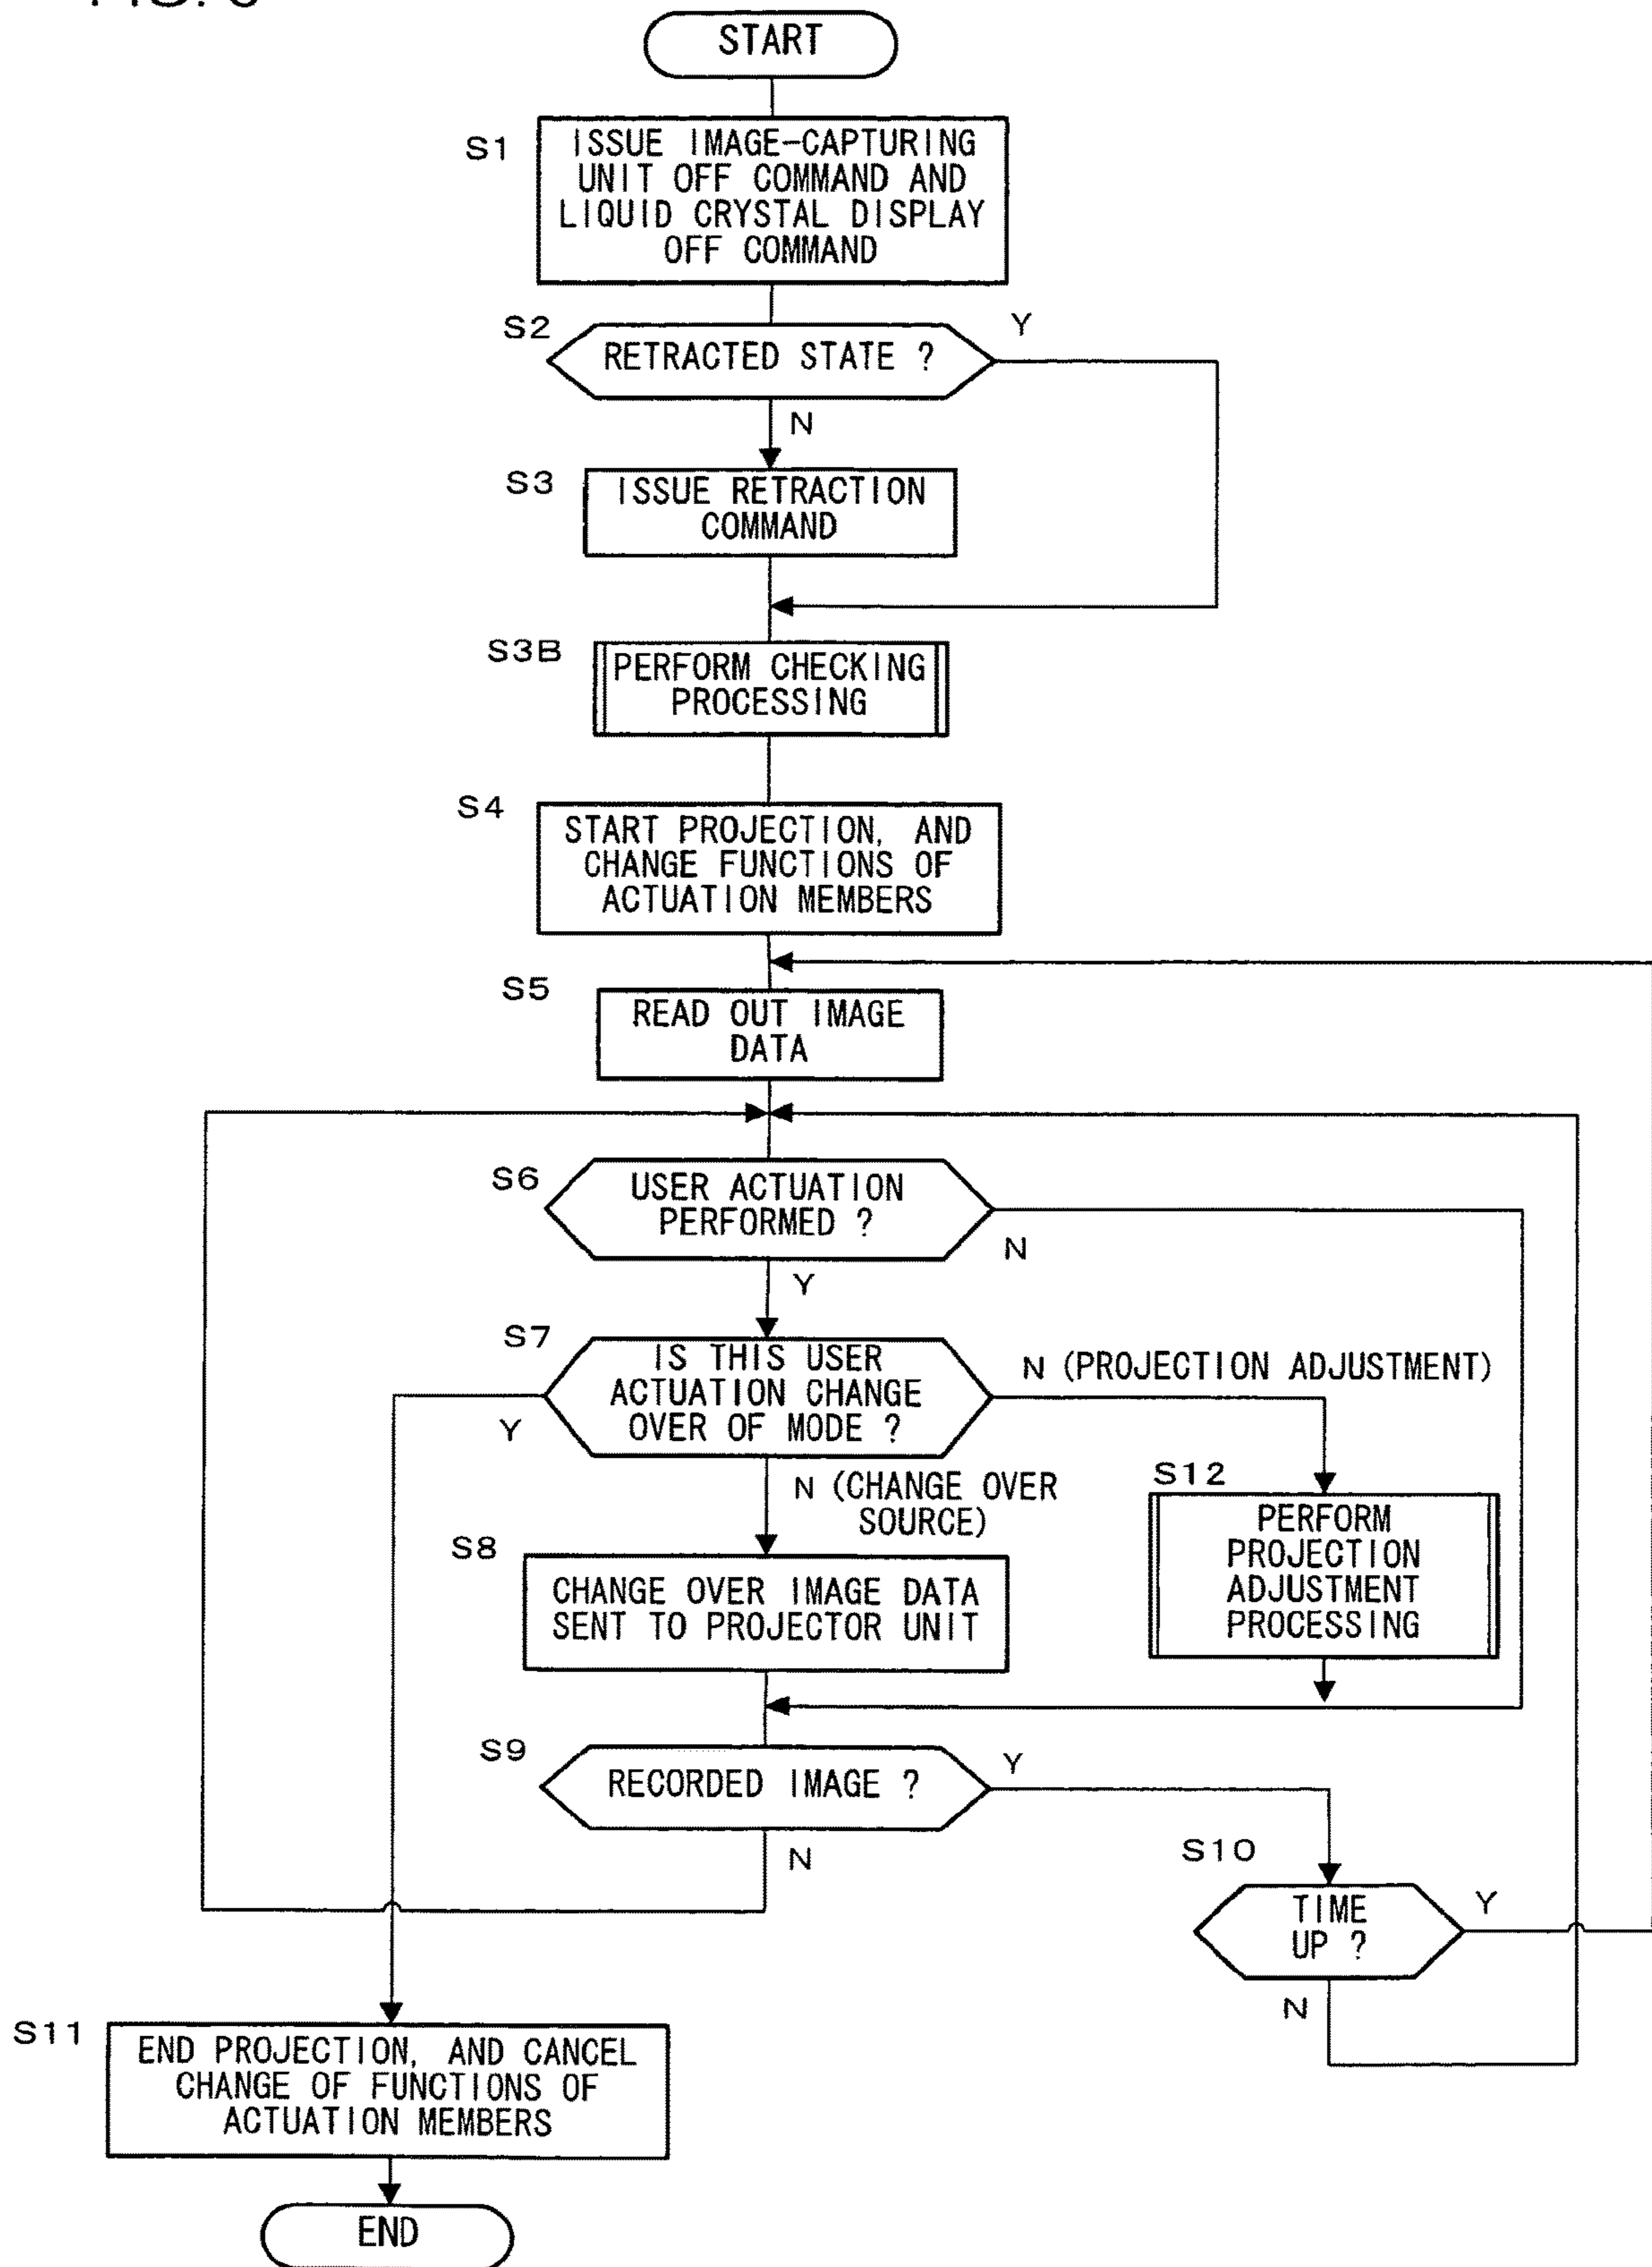 START
S1
ISSUE IMAGE-CAPTURING
UNIT OFF COMMAND AND
LIQUID CRYSTAL DISPLAY
OFF COMMAND
S2
RETRACTED STATE ?
Y
N
S3
ISSUE RETRACTION
COMMAND
S3B
PERFORM CHECKING
PROCESSING
S4
START PROJECTION, AND
CHANGE FUNCTIONS OF
ACTUATION MEMBERS
S5
READ OUT IMAGE
DATA
S6
USER ACTUATION
PERFORMED ?
N
Y
S7
IS THIS USER
ACTUATION CHANGE
OVER OF MODE ?
Y
N (PROJECTION ADJUSTMENT)
N (CHANGE OVER
SOURCE)
S12
PERFORM
PROJECTION
ADJUSTMENT
PROCESSING
S8
CHANGE OVER IMAGE DATA
SENT TO PROJECTOR UNIT
S9
RECORDED IMAGE ?
Y
N
S10
TIME
UP ?
Y
N
S11
END PROJECTION, AND CANCEL
CHANGE OF FUNCTIONS OF
ACTUATION MEMBERS
END